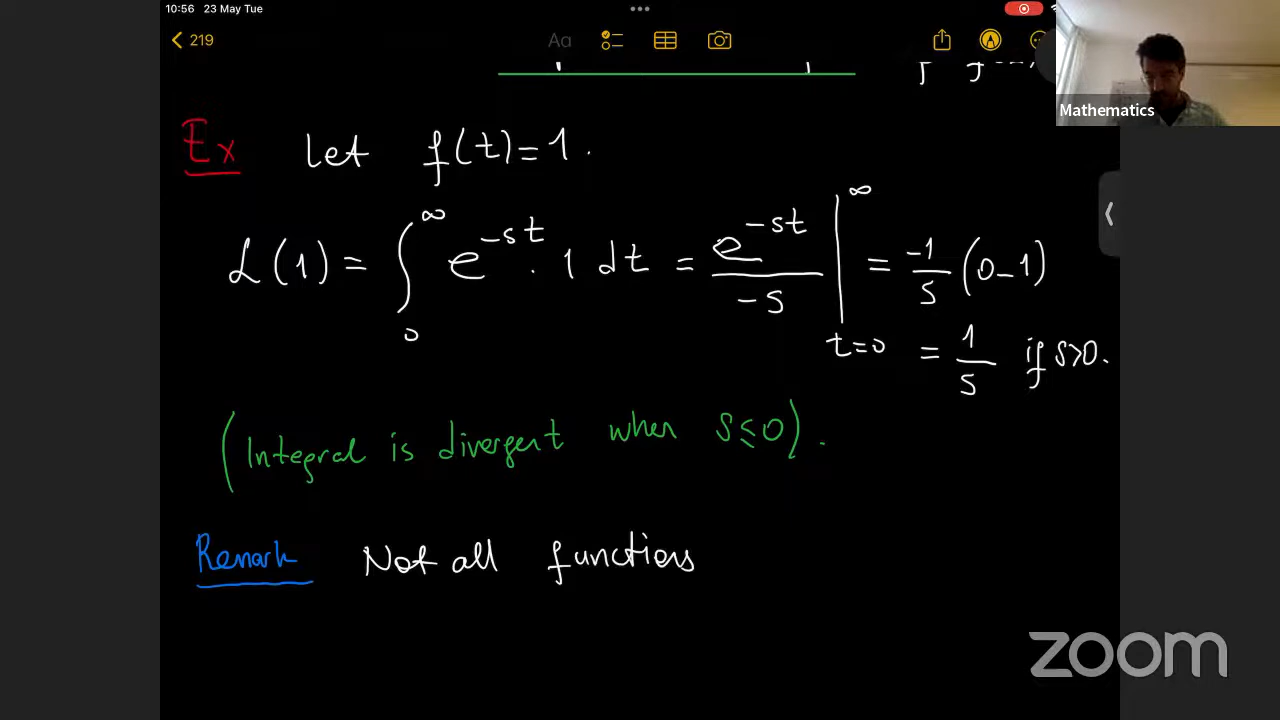 10:56 23 May Tue
219
Aa
Mathematics
Ex Let f(t)=1.
L(1) = ∫₀^∞ e^{-st} · 1 dt = e^{-st}/-s |_{t=0}^∞ = -1/s (0-1)
= 1/s if s>0.
(Integral is divergent when s≤0).
Remark Not all functions
zoom